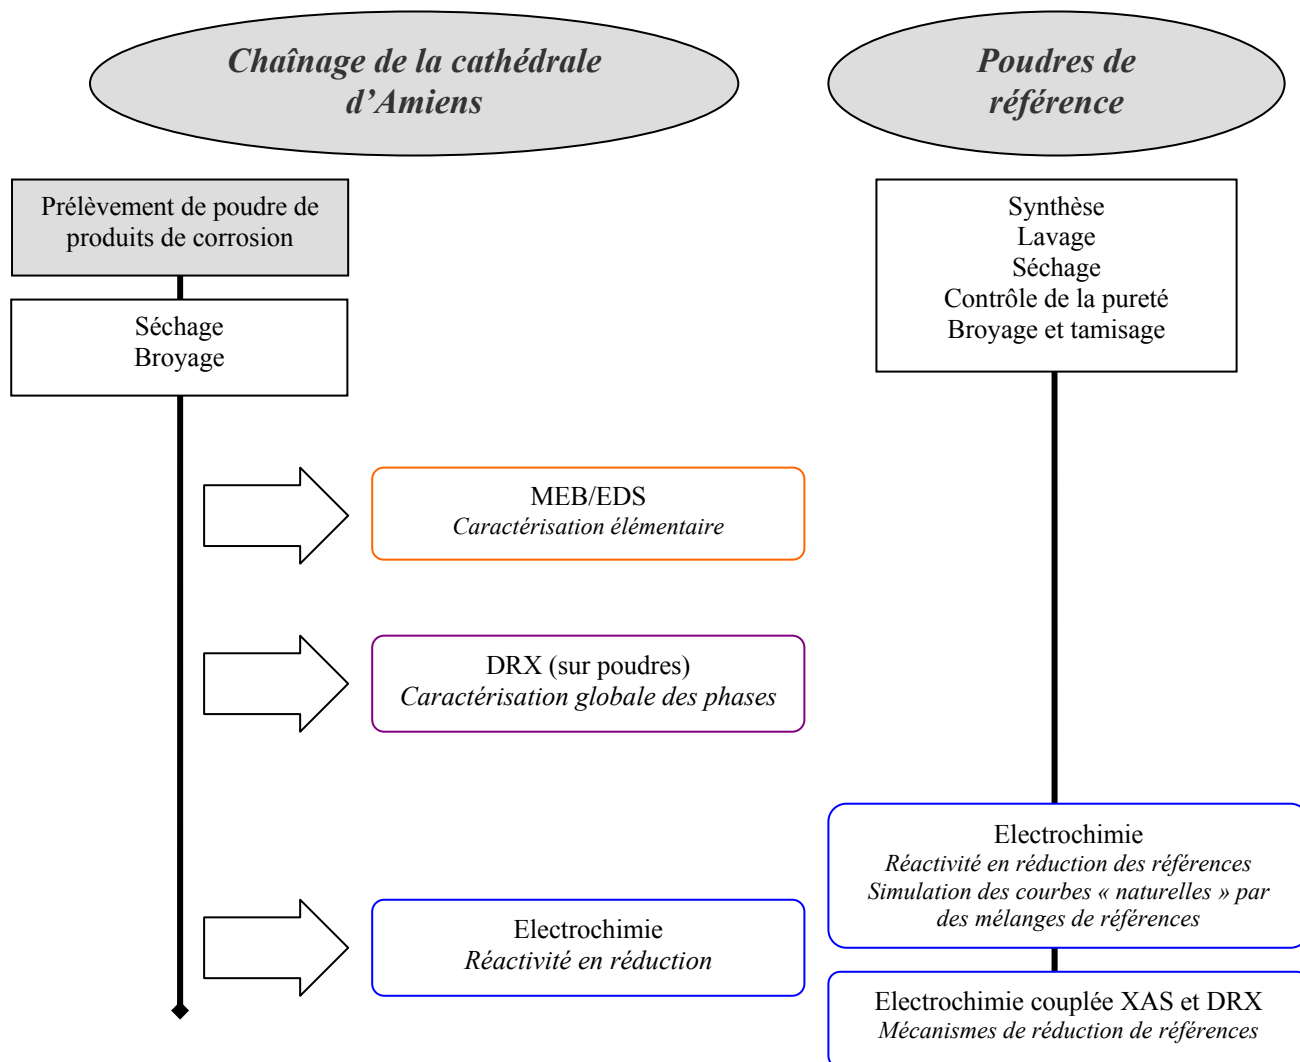 Chaînage de la cathédrale
d’Amiens
Poudres de
référence
Prélèvement de poudre de
produits de corrosion
Séchage
Broyage
Synthèse
Lavage
Séchage
Contrôle de la pureté
Broyage et tamisage
MEB/EDS
Caractérisation élémentaire
DRX (sur poudres)
Caractérisation globale des phases
Electrochimie
Réactivité en réduction
Electrochimie
Réactivité en réduction des références
Simulation des courbes « naturelles » par
des mélanges de références
Electrochimie couplée XAS et DRX
Mécanismes de réduction de références